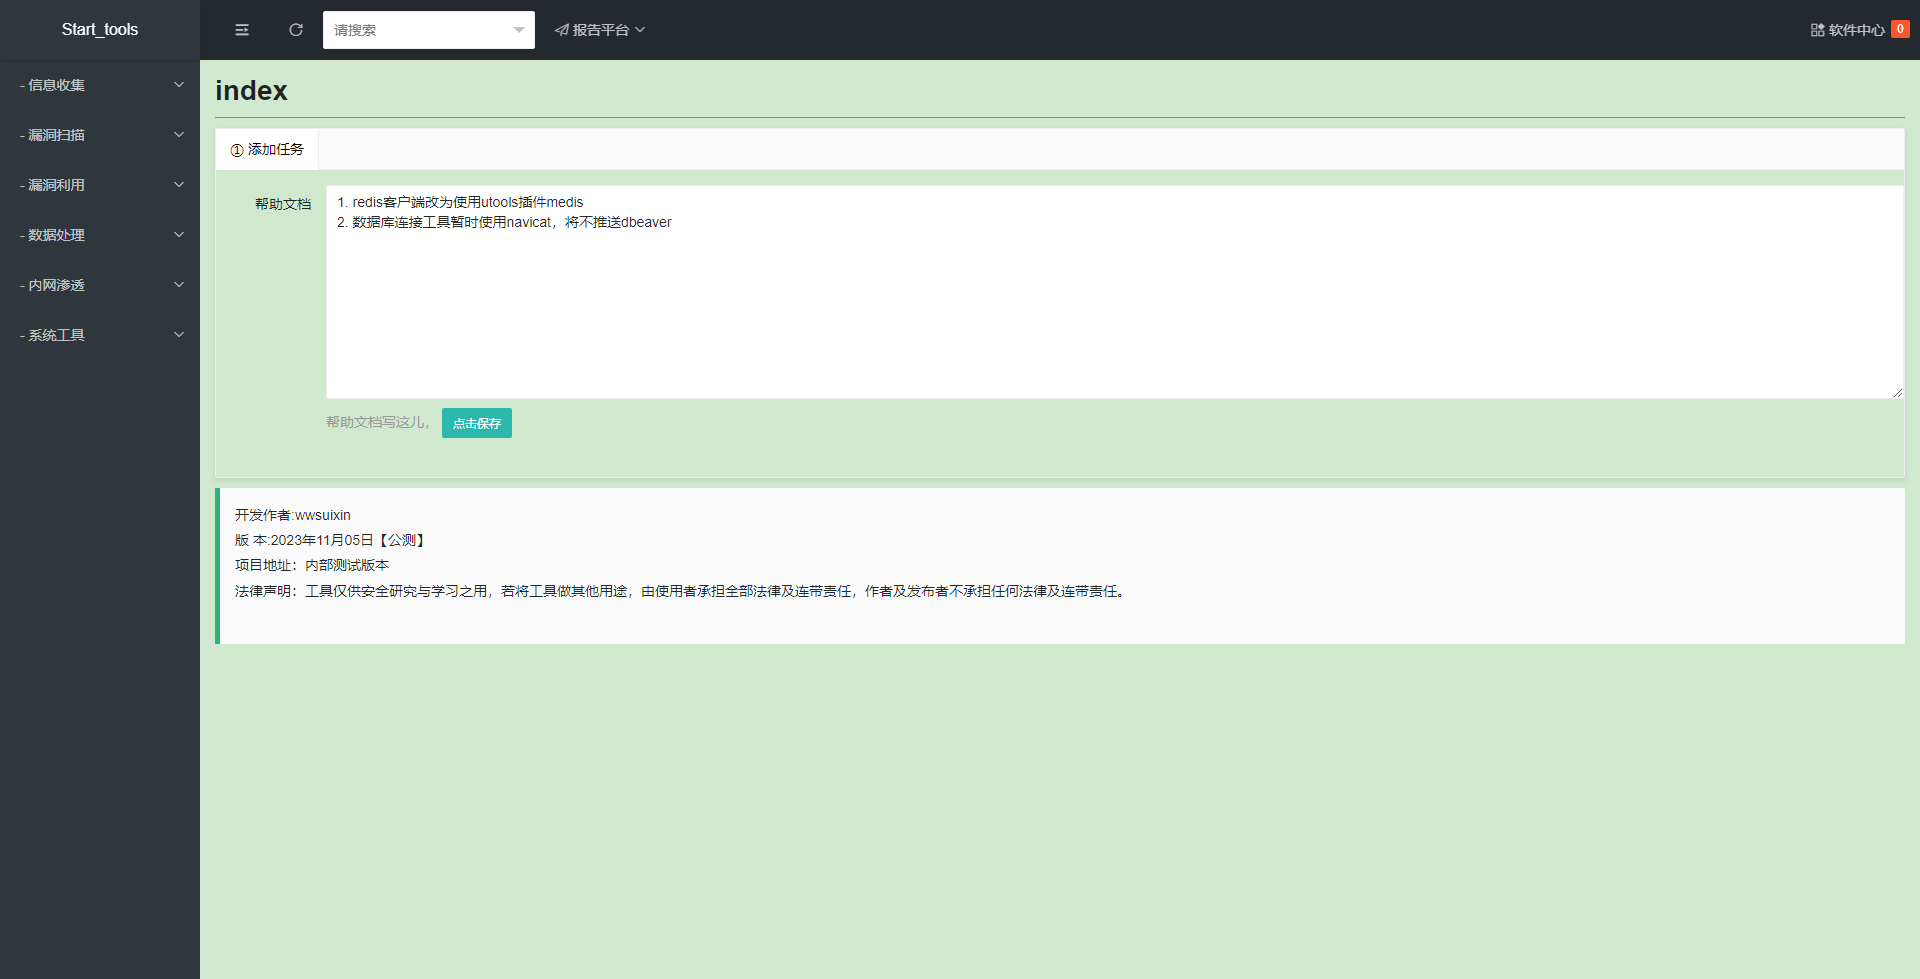 Start_tools
请搜索
报告平台
软件中心 0
- 信息收集
- 漏洞扫描
- 漏洞利用
- 数据处理
- 内网渗透
- 系统工具
index
① 添加任务
帮助文档
1. redis客户端改为使用utools插件medis
2. 数据库连接工具暂时使用navicat，将不推送dbeaver
帮助文档写这儿，
点击保存
开发作者:wwsuixin
版 本:2023年11月05日【公测】
项目地址：内部测试版本
法律声明：工具仅供安全研究与学习之用，若将工具做其他用途，由使用者承担全部法律及连带责任，作者及发布者不承担任何法律及连带责任。